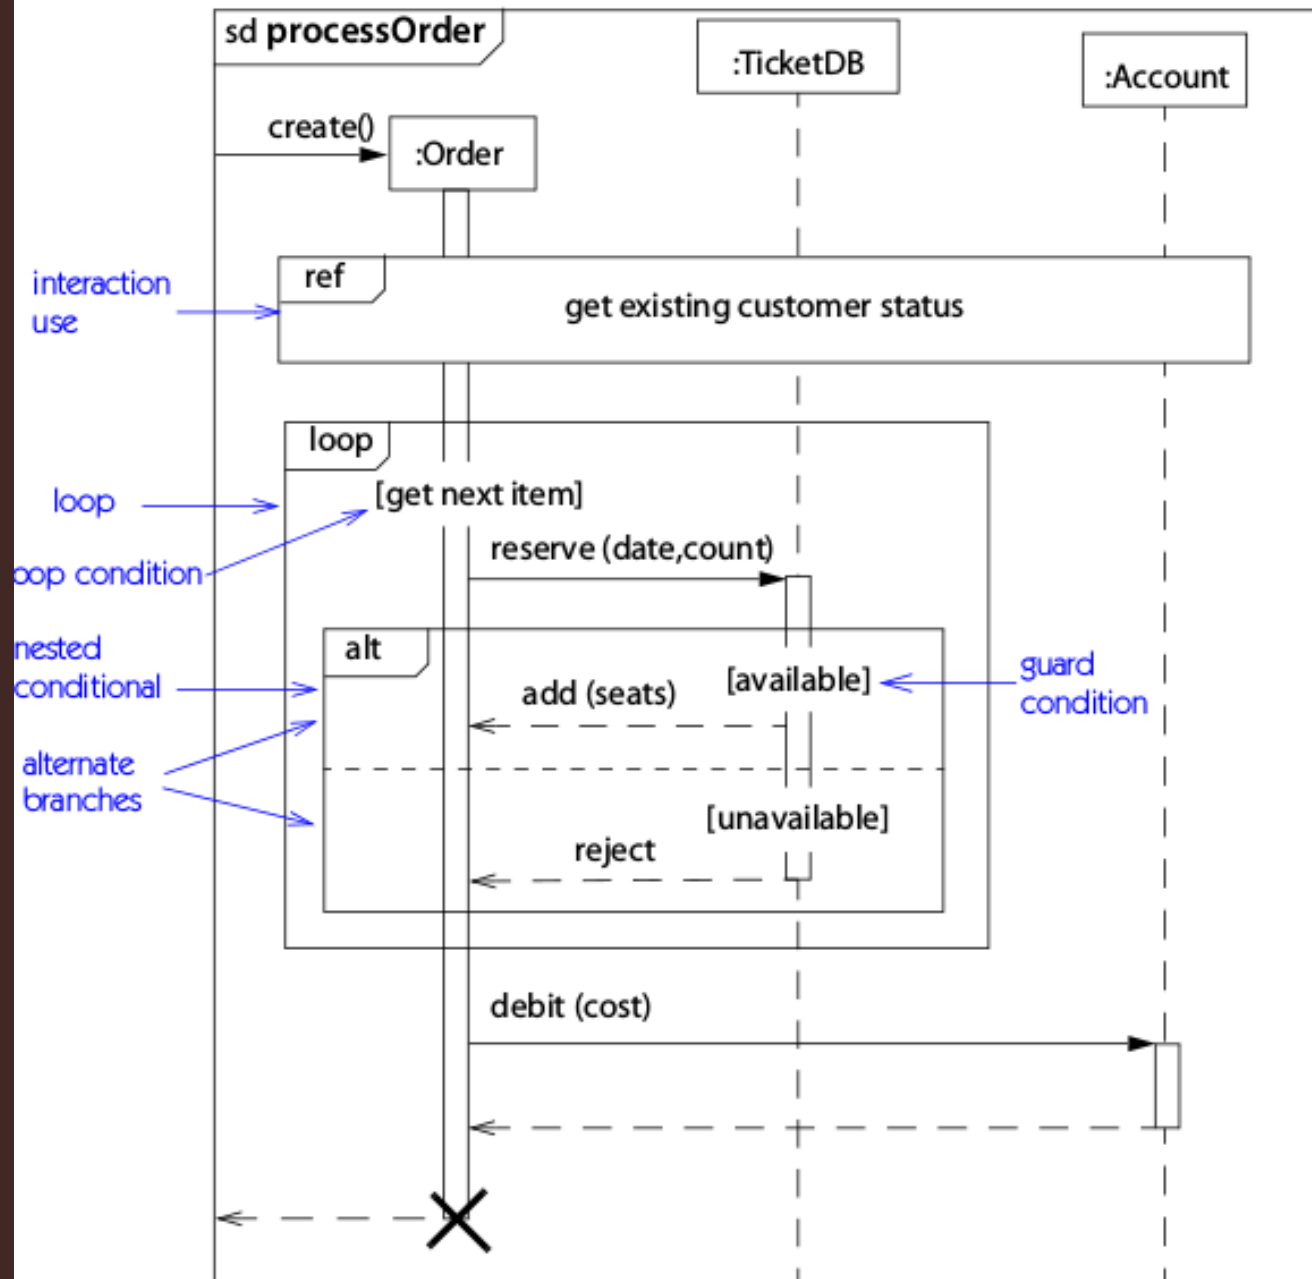 sd processOrder
:TicketDB
:Account
create()
:Order
interaction
use
ref
get existing customer status
loop
[get next item]
loop
reserve (date,count)
oop condition
nested
conditional
alt
[available]
add (seats)
guard
condition
alternate
branches
[unavailable]
reject
debit (cost)